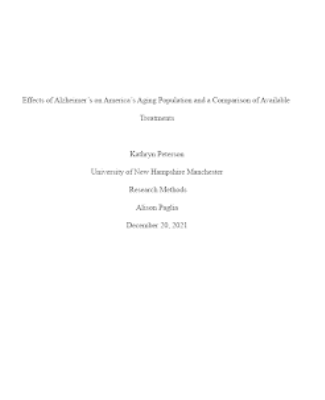 Effects of Alzheimer's on America's Aging Population and a Comparison of Available
Treatments
Kathryn Peterson
University of New Hampshire Manchester
Research Methods
Alison Paglia
December 20, 2021